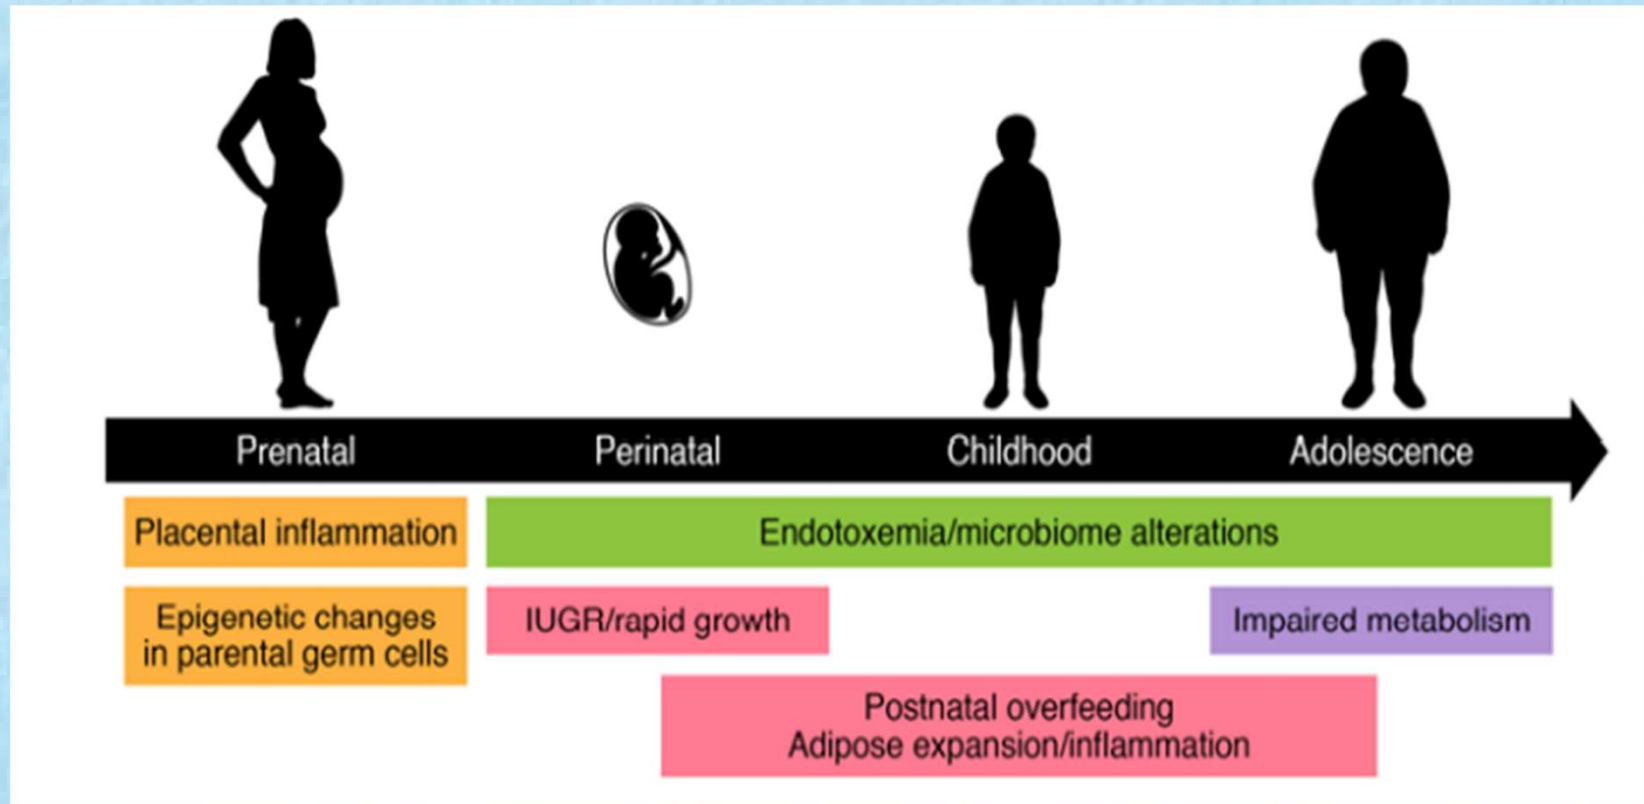 Prenatal
Perinatal
Childhood
Adolescence
Placental inflammation
Endotoxemia/microbiome alterations
Epigenetic changes
in parental germ cells
IUGR/rapid growth
Impaired metabolism
Postnatal overfeeding
Adipose expansion/inflammation